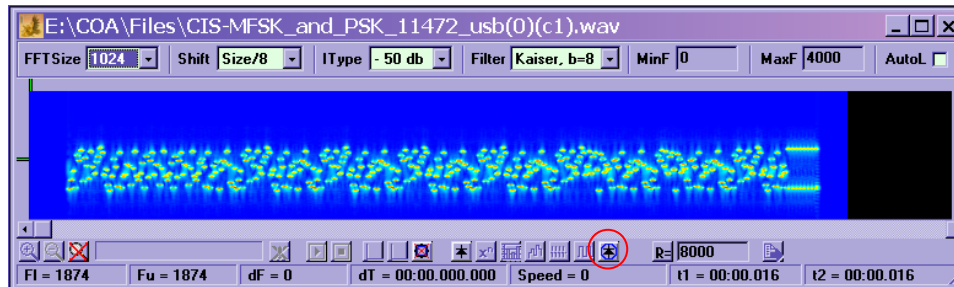 E:\COA\Files\CIS-MFSK_and_PSK_11472_usb(0)(c1).wav
FFTSize 1024 Shift Size/8 IType - 50 db Filter Kaiser, b=8 MinF 0 MaxF 4000 AutoL
R= 8000
Fl = 1874 Fu = 1874 dF = 0 dT = 00:00.000.000 Speed = 0 t1 = 00:00.016 t2 = 00:00.016